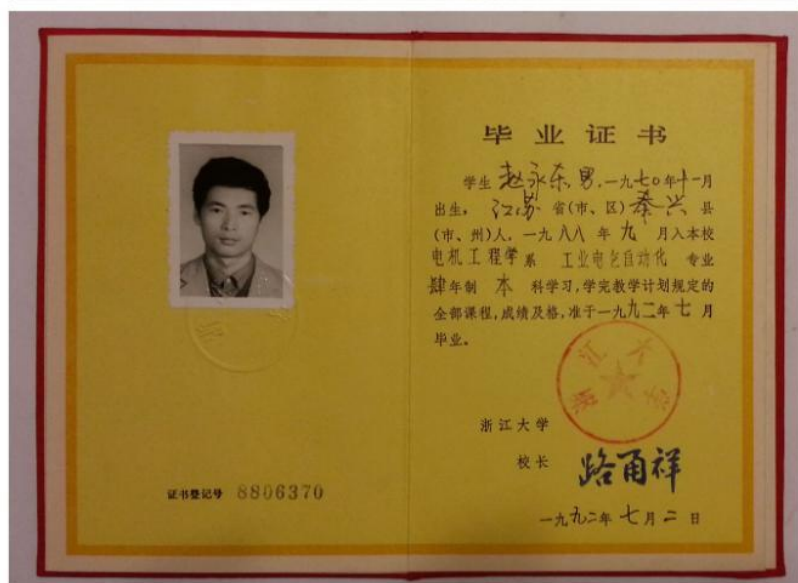 证书登记号 8806370
毕业证书
学生 赵永东 男,一九七〇年十一月
出生, 江苏 省(市、区) 泰兴 县
(市、州)人,一九八八年九月入本校
电机工程学系 工业电气自动化 专业
肆年制 本 科学习,学完教学计划规定的
全部课程,成绩及格,准于一九九二年七月
毕业。
浙江大学
浙江大学
校长 路甬祥
一九九二年七月二日